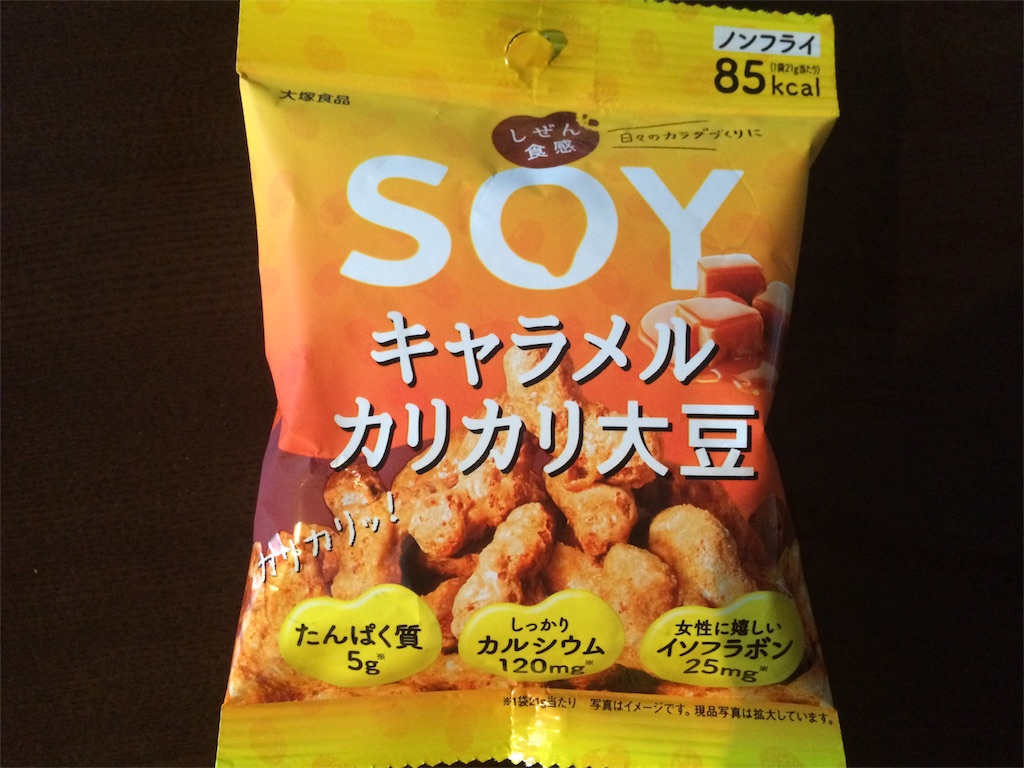 ノンフライ
(1袋21g当たり)
85kcal
大塚食品
しぜん
食感
日々のカラダづくりに
SOY
キャラメル
カリカリ大豆
カリカリッ!
たんぱく質
5g※
しっかり
カルシウム
120mg※
女性に嬉しい
イソフラボン
25mg※
※1袋21g当たり 写真はイメージです。現品写真は拡大しています。